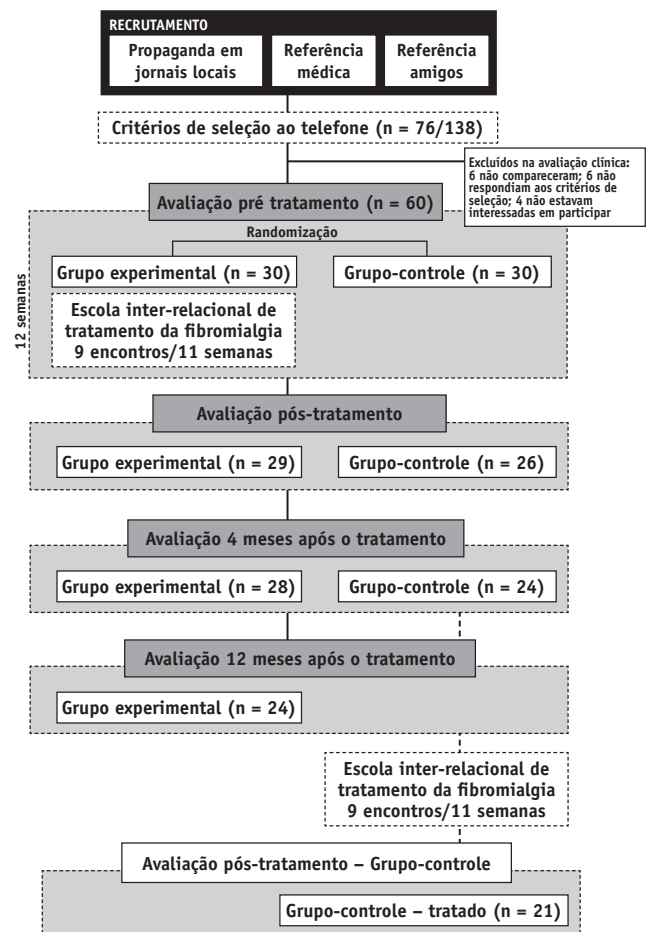 RECRUTAMENTO
Propaganda em
jornais locais
Referência
médica
Referência
amigos
Critérios de seleção ao telefone (n = 76/138)
Excluídos na avaliação clínica:
6 não compareceram; 6 não
respondiam aos critérios de
seleção; 4 não estavam
interessadas em participar
Avaliação pré tratamento (n = 60)
Randomização
12 semanas
Grupo experimental (n = 30)
Grupo-controle (n = 30)
Escola inter-relacional de
tratamento da fibromialgia
9 encontros/11 semanas
Avaliação pós-tratamento
Grupo experimental (n = 29)
Grupo-controle (n = 26)
Avaliação 4 meses após o tratamento
Grupo experimental (n = 28)
Grupo-controle (n = 24)
Avaliação 12 meses após o tratamento
Grupo experimental (n = 24)
Escola inter-relacional de
tratamento da fibromialgia
9 encontros/11 semanas
Avaliação pós-tratamento – Grupo-controle
Grupo-controle – tratado (n = 21)